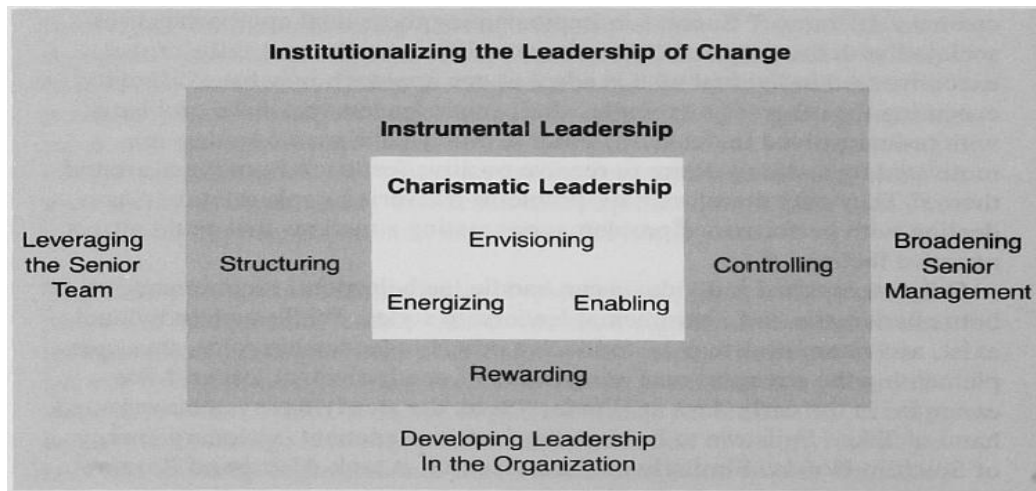 Institutionalizing the Leadership of Change
Instrumental Leadership
Charismatic Leadership
Leveraging
the Senior
Team
Structuring
Envisioning
Energizing Enabling
Controlling
Broadening
Senior
Management
Rewarding
Developing Leadership
In the Organization